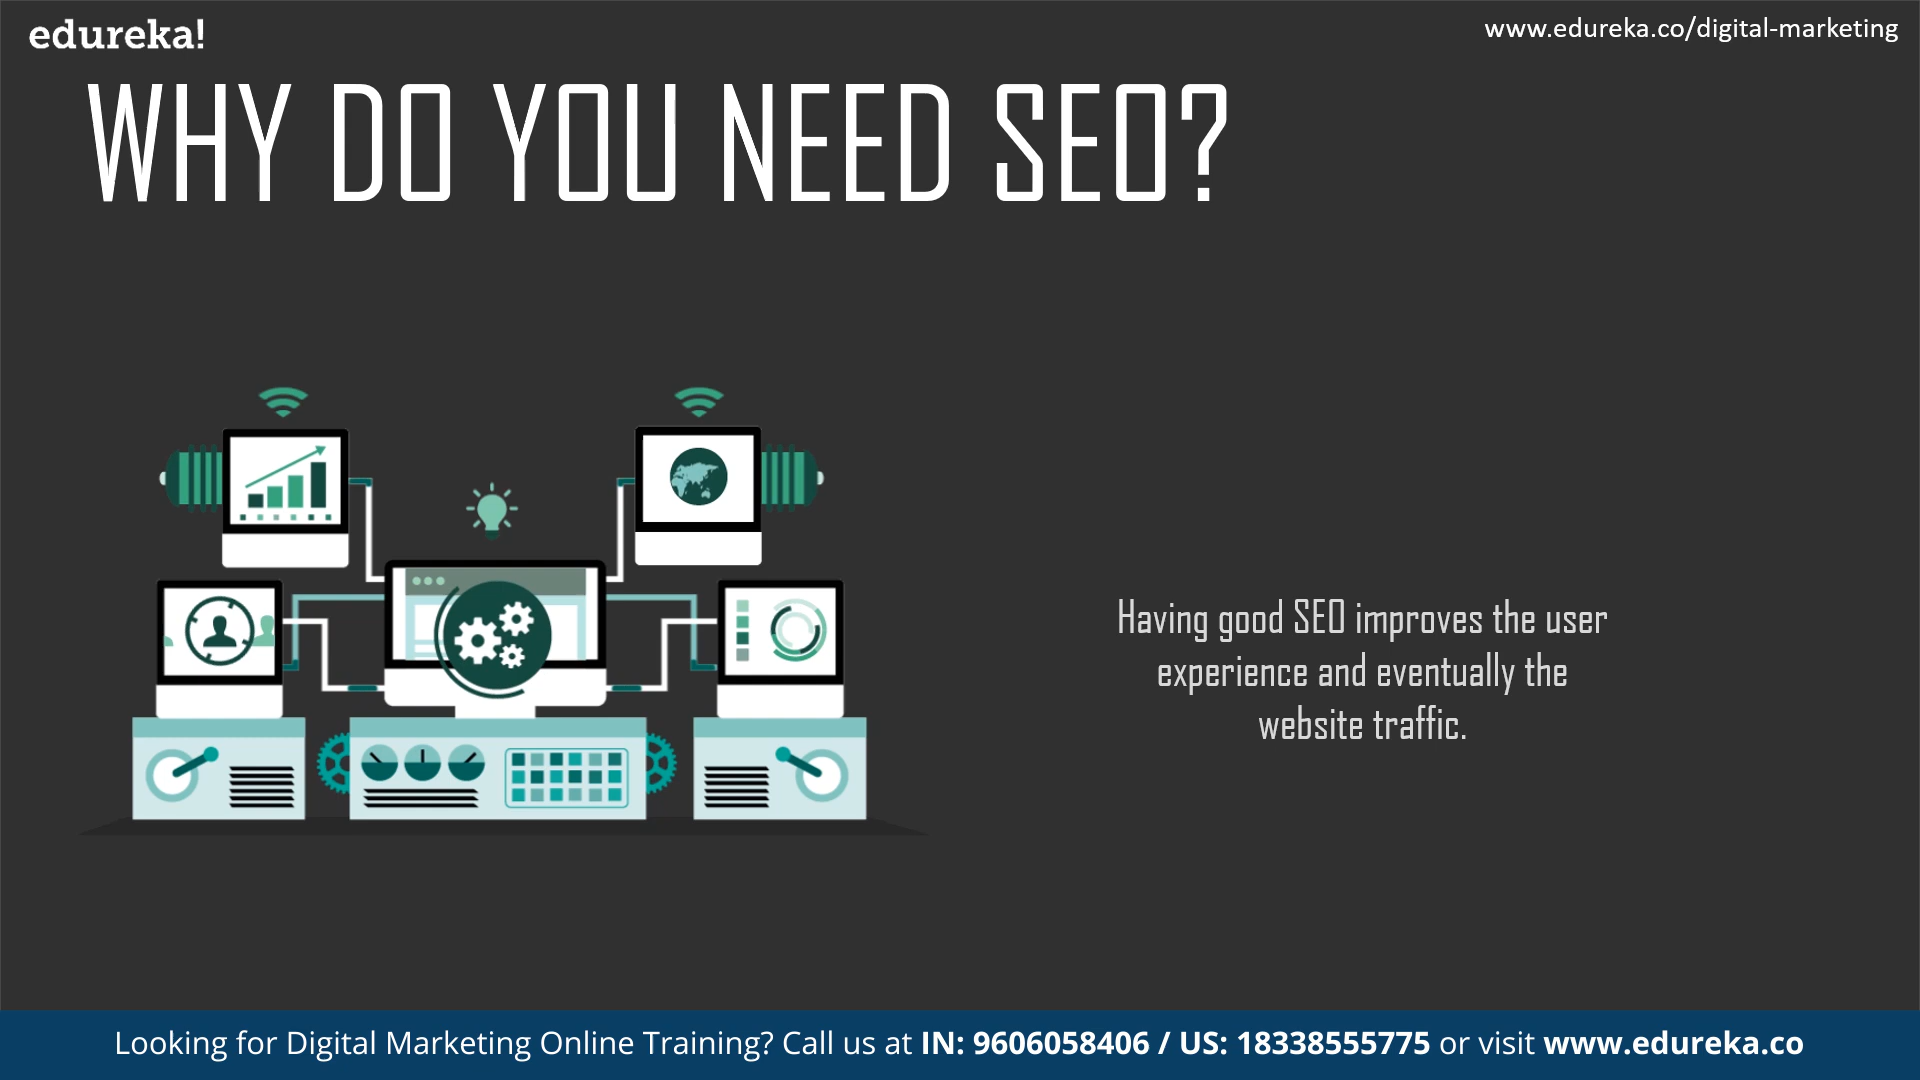 edureka!
www.edureka.co/digital-marketing
WHY DO YOU NEED SEO?
Having good SEO improves the user
experience and eventually the
website traffic.
Looking for Digital Marketing Online Training? Call us at IN: 9606058406 / US: 18338555775 or visit www.edureka.co